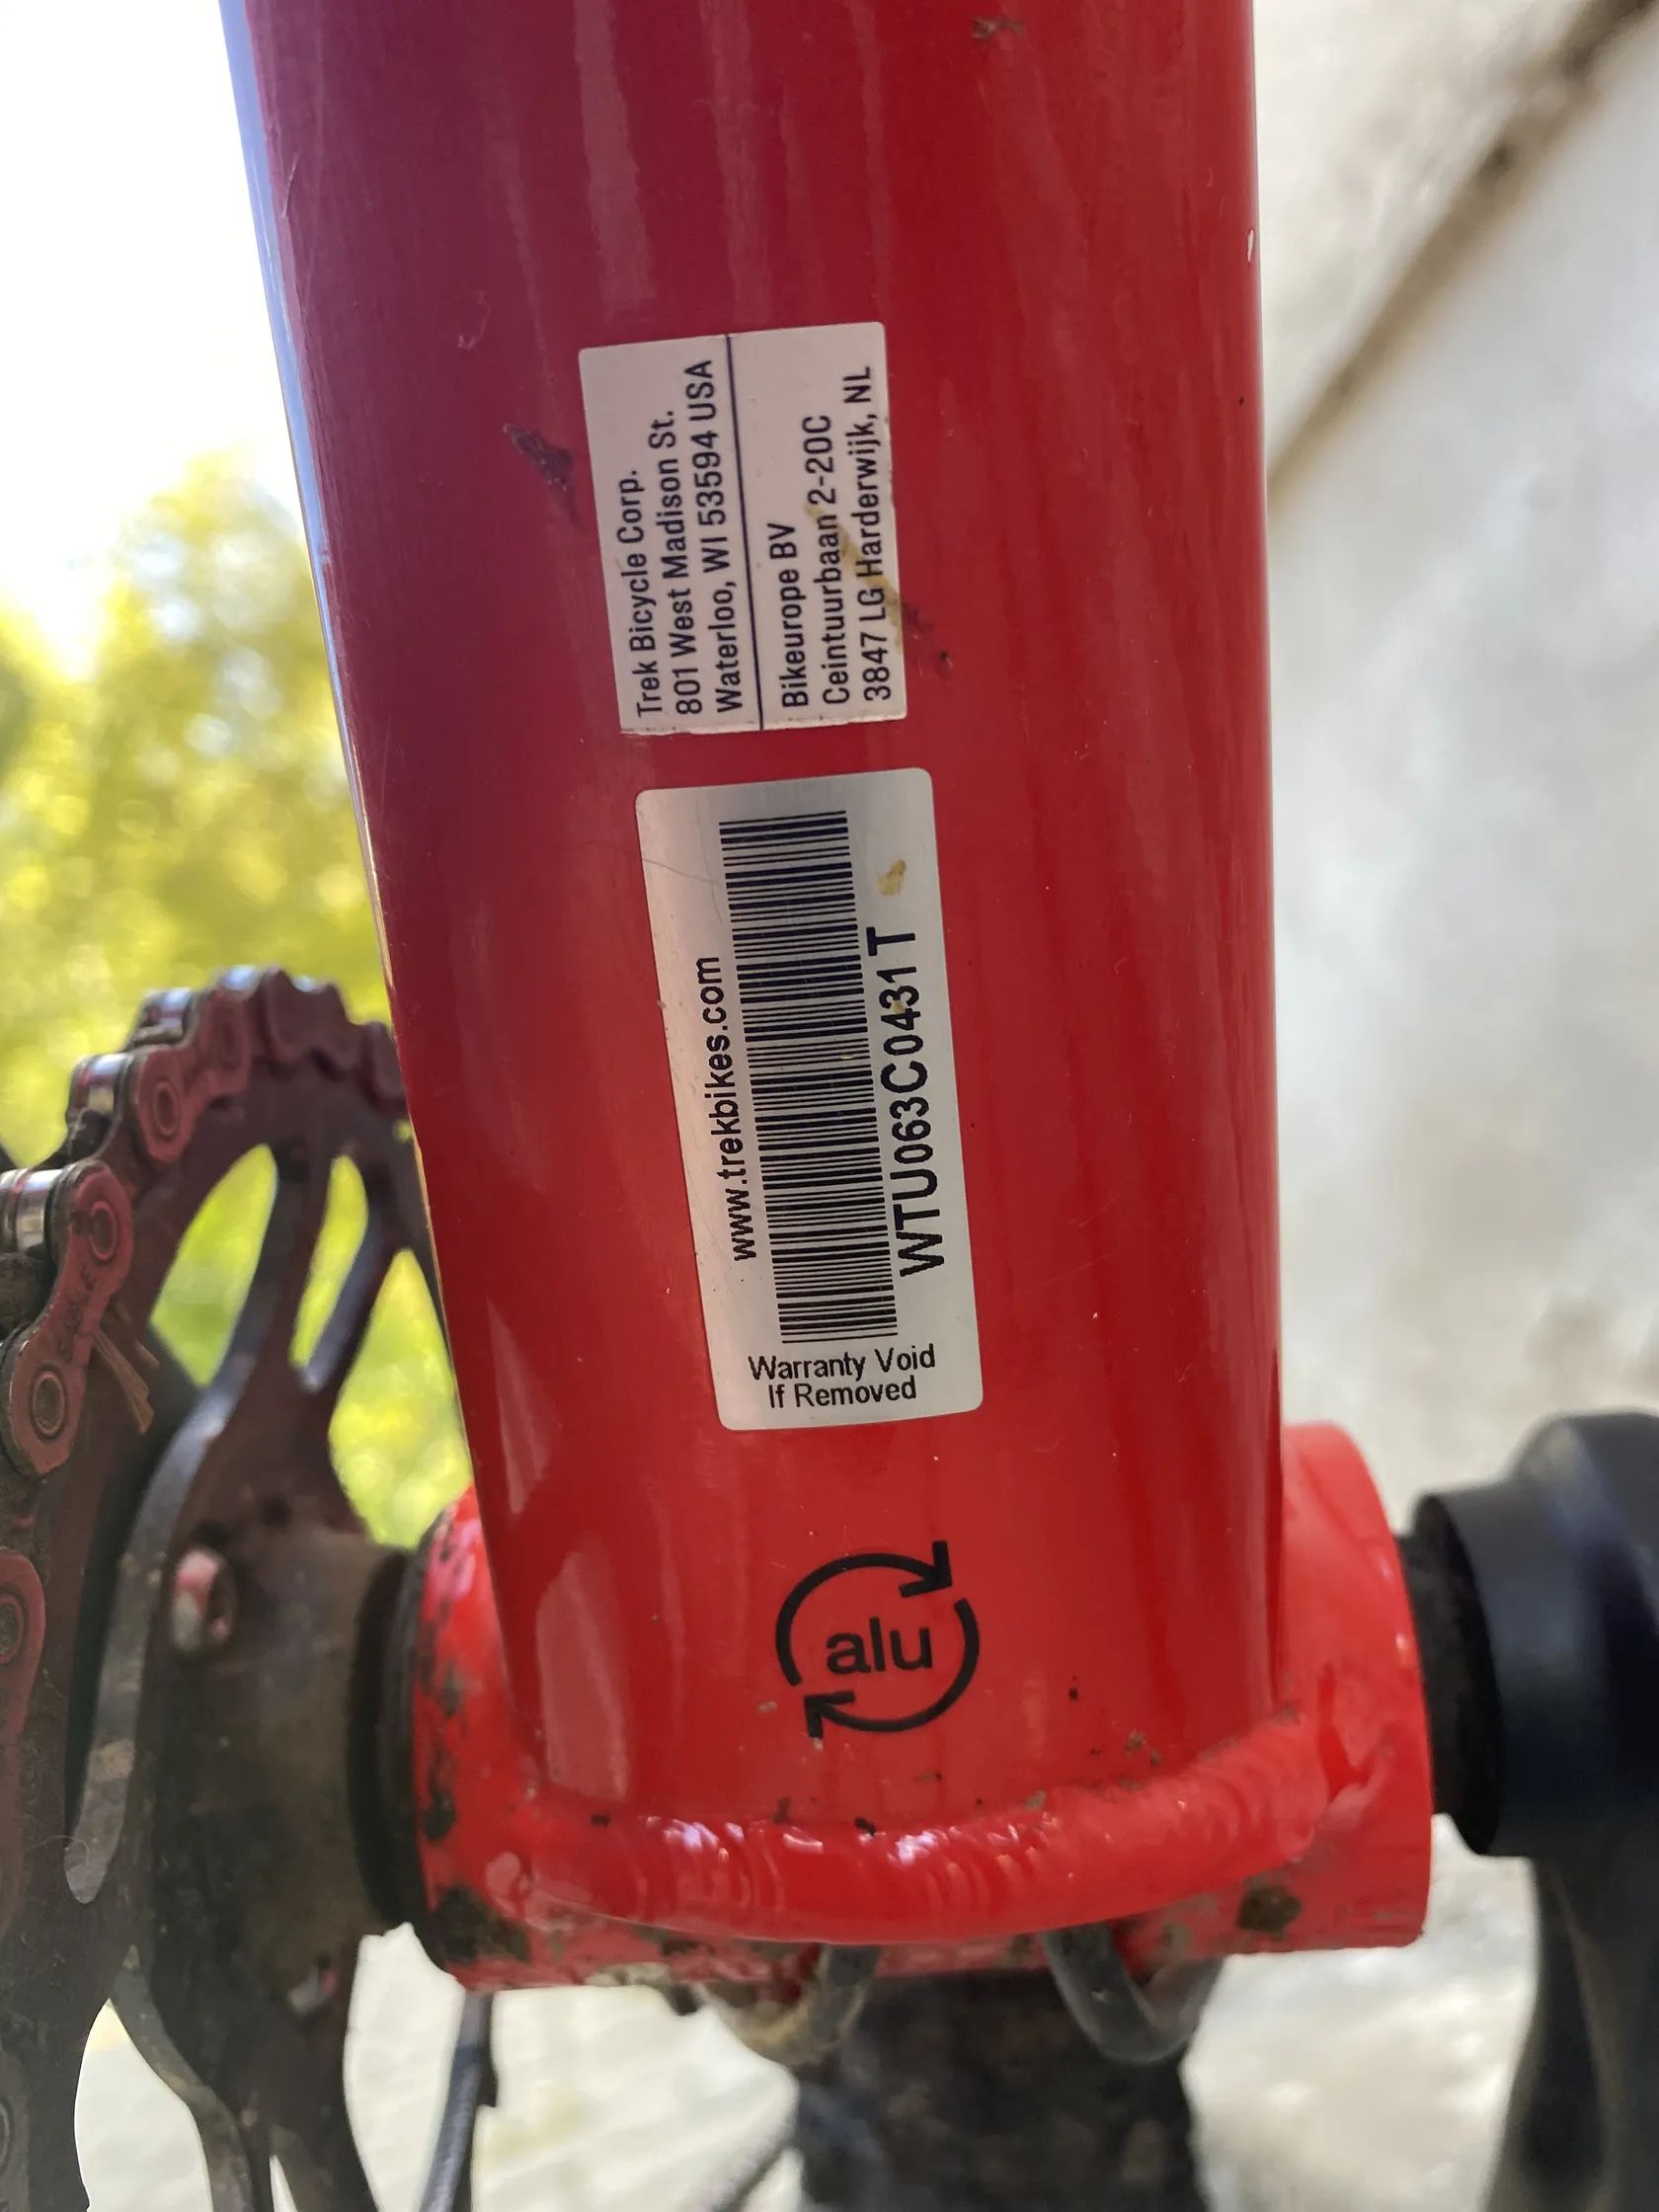 Trek Bicycle Corp.
801 West Madison St.
Waterloo, WI 53594 USA
Bikeurope BV
Ceintuurbaan 2-20C
3847 LG Harderwijk, NL
www.trekbikes.com
WTU063C0431T
Warranty Void
If Removed
alu